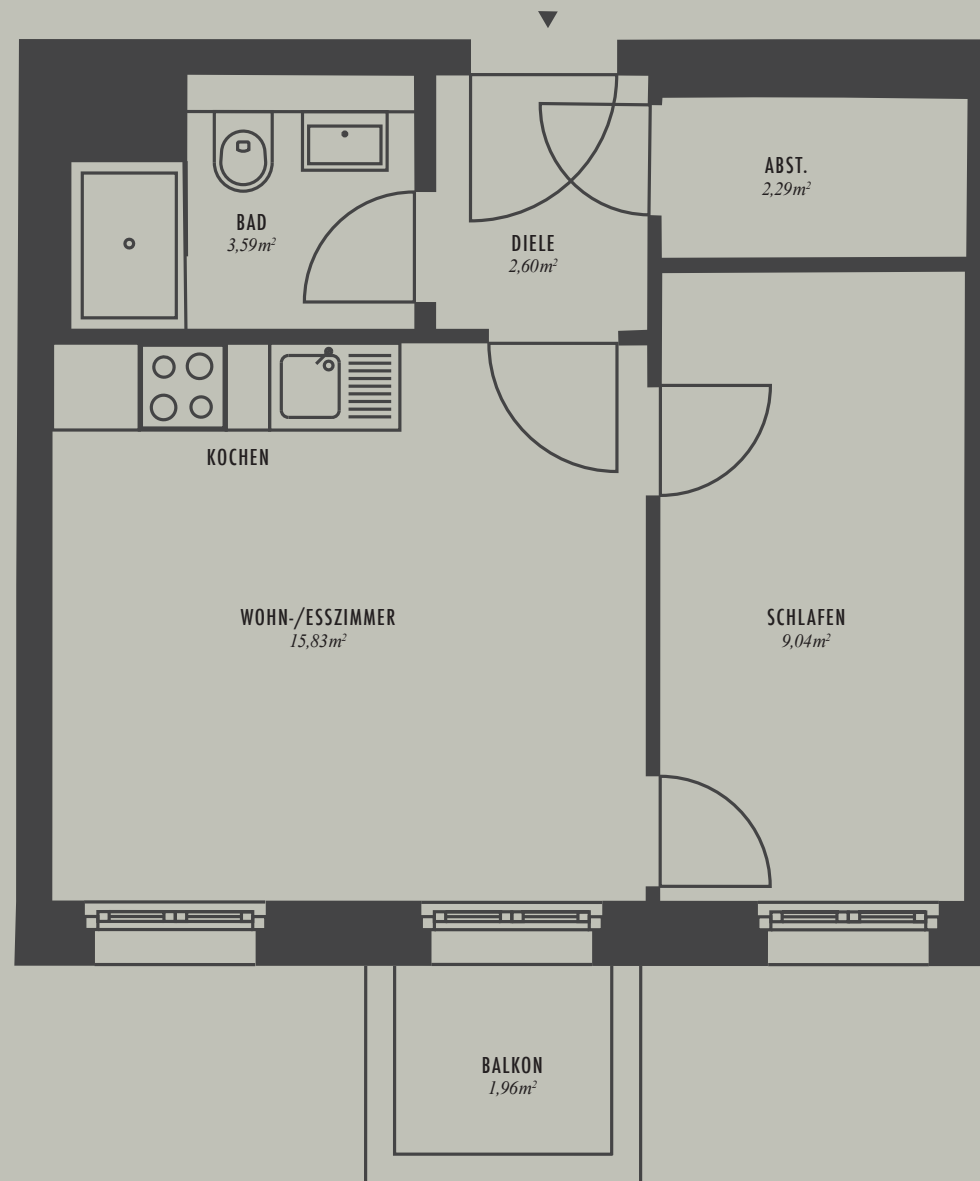 ABST.
2,29m²
BAD
3,59m²
DIELE
2,60m²
KOCHEN
WOHN-/ESSZIMMER
15,83m²
SCHLAFEN
9,04m²
BALKON
1,96m²